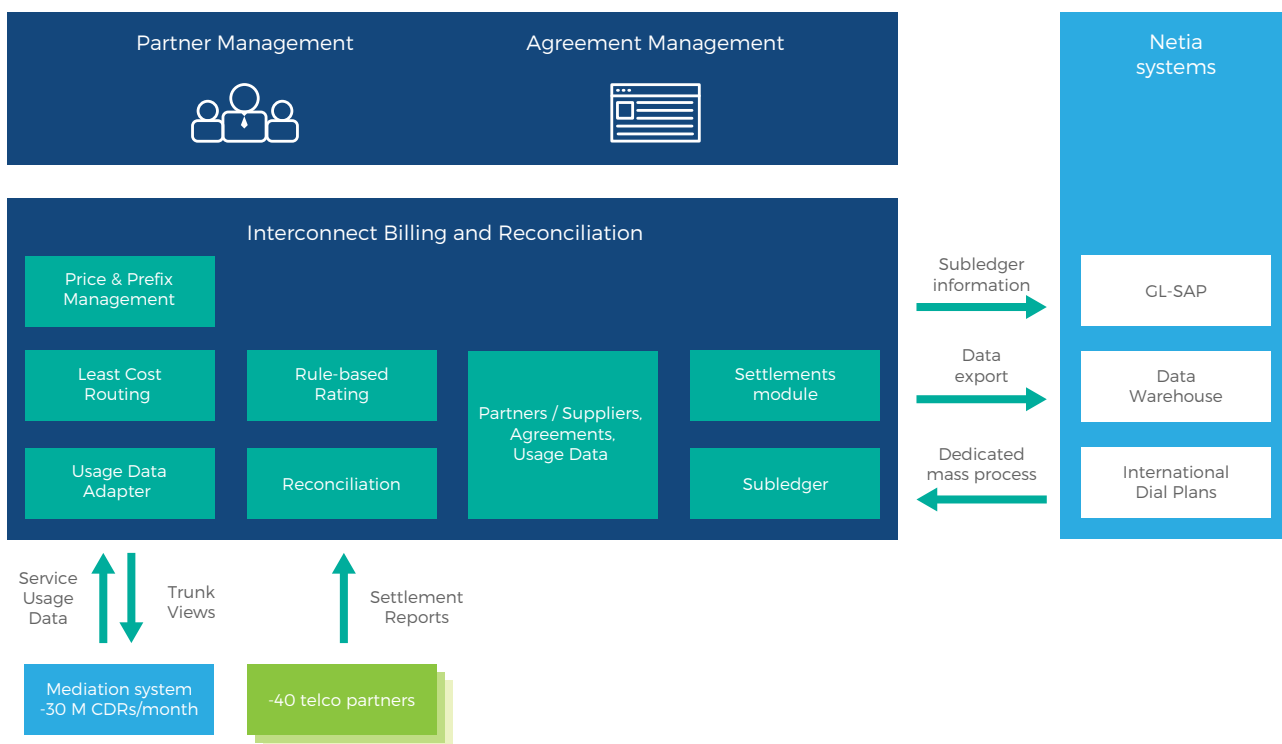 Partner Management
Agreement Management
Netia
systems
Interconnect Billing and Reconciliation
Price & Prefix
Management
Least Cost
Routing
Rule-based
Rating
Partners / Suppliers,
Agreements,
Usage Data
Settlements
module
Usage Data
Adapter
Reconciliation
Subledger
Subledger
information
GL-SAP
Data
export
Data
Warehouse
Dedicated
mass process
International
Dial Plans
Service
Usage
Data
Trunk
Views
Settlement
Reports
Mediation system
-30 M CDRs/month
-40 telco partners